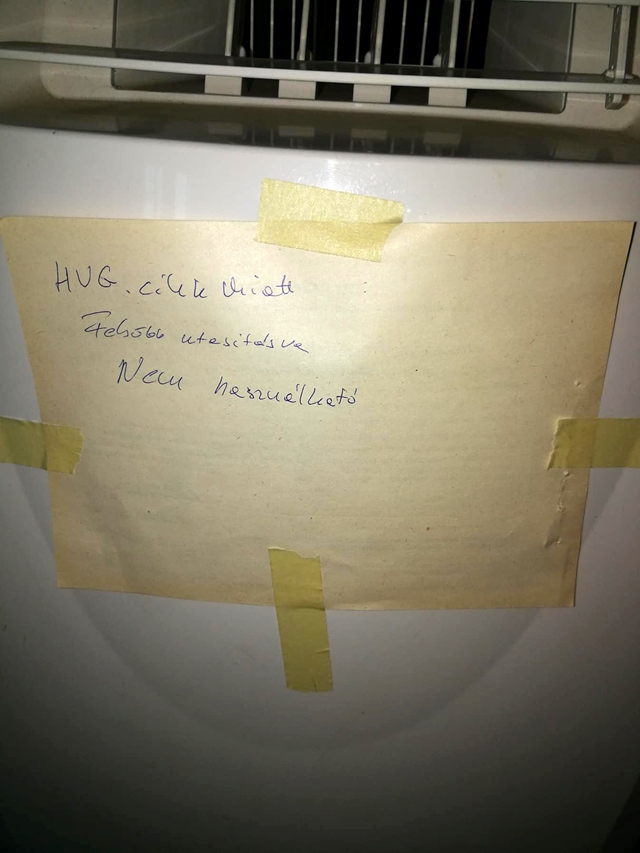 HVG. cikk miatt
Felsőbb utasításra
Nem használható